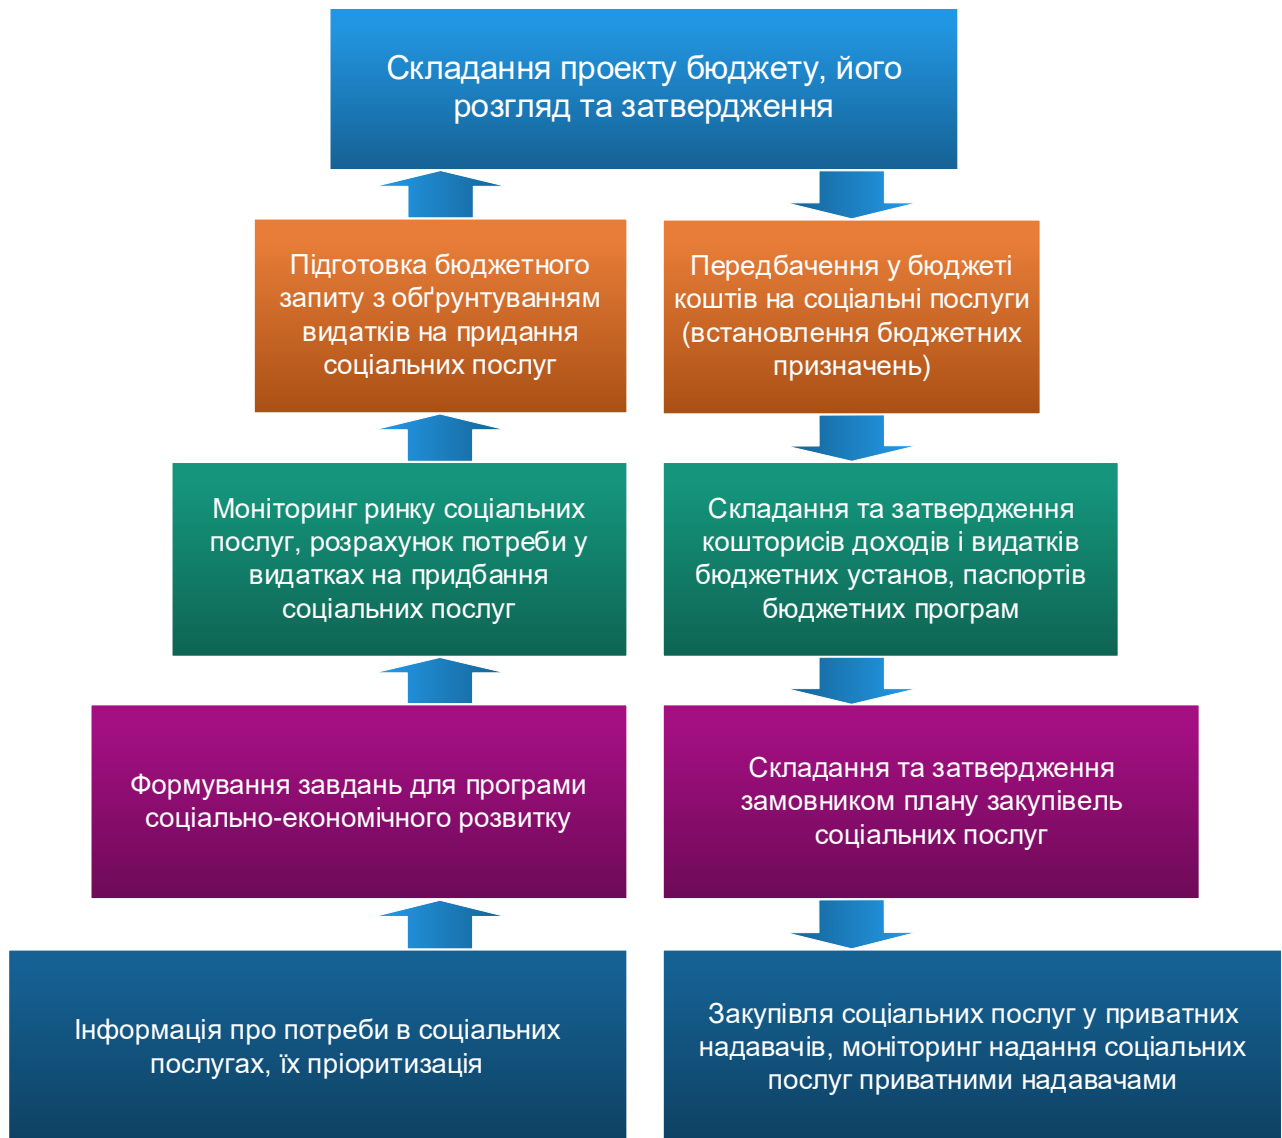 Складання проекту бюджету, його
розгляд та затвердження
Підготовка бюджетного
запиту з обґрунтуванням
видатків на придання
соціальних послуг
Передбачення у бюджеті
коштів на соціальні послуги
(встановлення бюджетних
призначень)
Моніторинг ринку соціальних
послуг, розрахунок потреби у
видатках на придбання
соціальних послуг
Складання та затвердження
кошторисів доходів і видатків
бюджетних установ, паспортів
бюджетних програм
Формування завдань для програми
соціально-економічного розвитку
Складання та затвердження
замовником плану закупівель
соціальних послуг
Інформація про потреби в соціальних
послугах, їх пріоритизація
Закупівля соціальних послуг у приватних
надавачів, моніторинг надання соціальних
послуг приватними надавачами